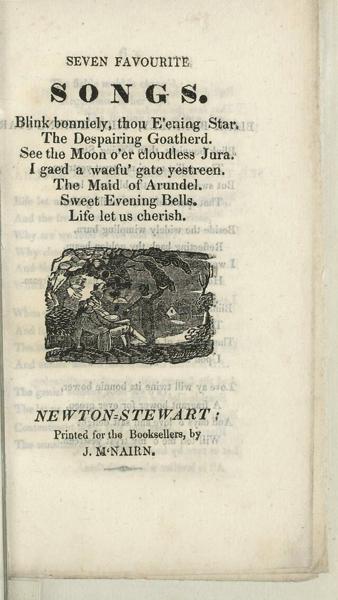 SEVEN FAVOURITE
SONGS.
Blink bonniely, thou E'ening Star.
The Despairing Goatherd.
See the Moon o'er cloudless Jura.
I gaed a waefu' gate yestreen.
The Maid of Arundel.
Sweet Evening Bells.
Life let us cherish.
NEWTON-STEWART:
Printed for the Booksellers, by
J. M'NAIRN.